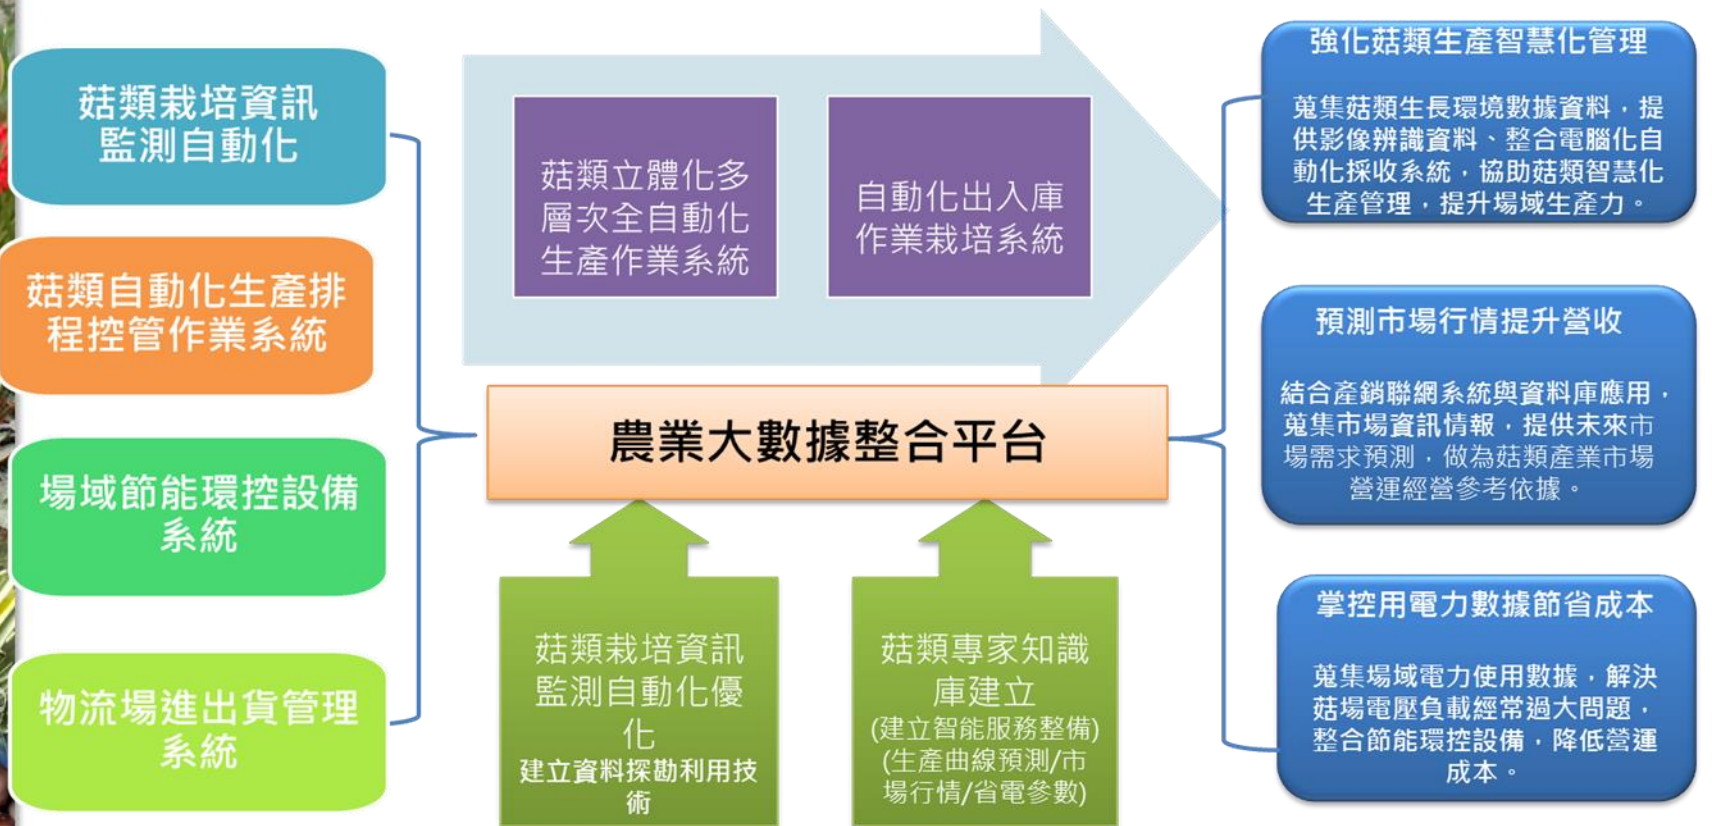 菇類栽培資訊
監測自動化
菇類自動化生產排
程控管作業系統
場域節能環控設備
系統
物流場進出貨管理
系統
菇類立體化多
層次全自動化
生產作業系統
自動化出入庫
作業栽培系統
農業大數據整合平台
菇類栽培資訊
監測自動化優
化
建立資料探勘利用技
術
菇類專家知識
庫建立
(建立智能服務整備)
(生產曲線預測/市
場行情/省電參數)
強化菇類生產智慧化管理
蒐集菇類生長環境數據資料，提
供影像辨識資料、整合電腦化自
動化採收系統，協助菇類智慧化
生產管理，提升場域生產力。
預測市場行情提升營收
結合產銷聯網系統與資料庫應用，
蒐集市場資訊情報，提供未來市
場需求預測，做為菇類產業市場
營運經營參考依據。
掌控用電力數據節省成本
蒐集場域電力使用數據，解決
菇場電壓負載經常過大問題，
整合節能環控設備，降低營運
成本。